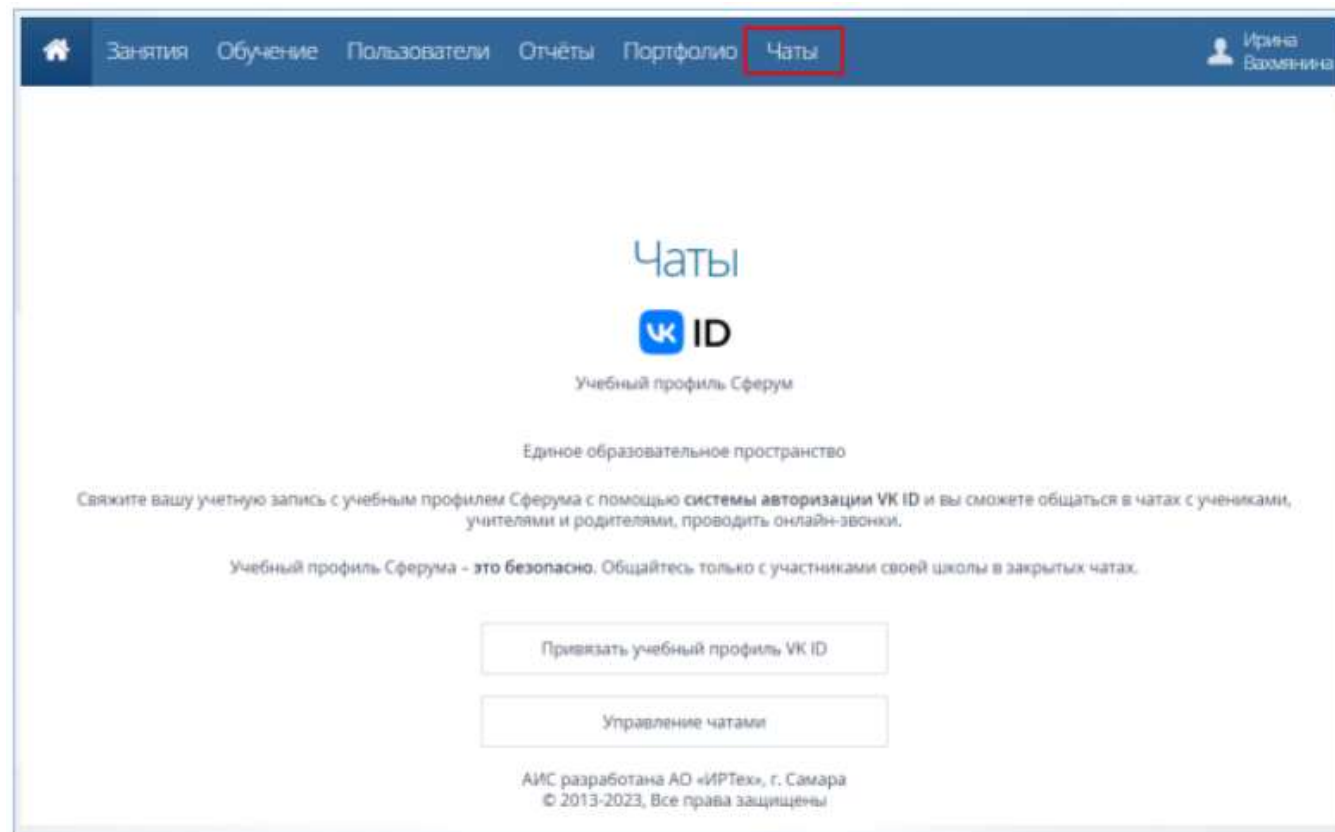 Занятия Обучение Пользователи Отчёты Портфолио Чаты
Ирина
Вахмянина
Чаты
VK ID
Учебный профиль Сферум
Единое образовательное пространство
Свяжите вашу учетную запись с учебным профилем Сферума с помощью системы авторизации VK ID и вы сможете общаться в чатах с учениками,
учителями и родителями, проводить онлайн-звонки.
Учебный профиль Сферума – это безопасно. Общайтесь только с участниками своей школы в закрытых чатах.
Привязать учебный профиль VK ID
Управление чатами
АИС разработана АО «ИРТех», г. Самара
© 2013-2023, Все права защищены